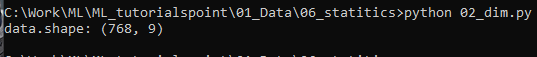 C:\Work\ML\ML_tutorialspoint\01_Data\06_statitics>python 02_dim.py
data.shape: (768, 9)